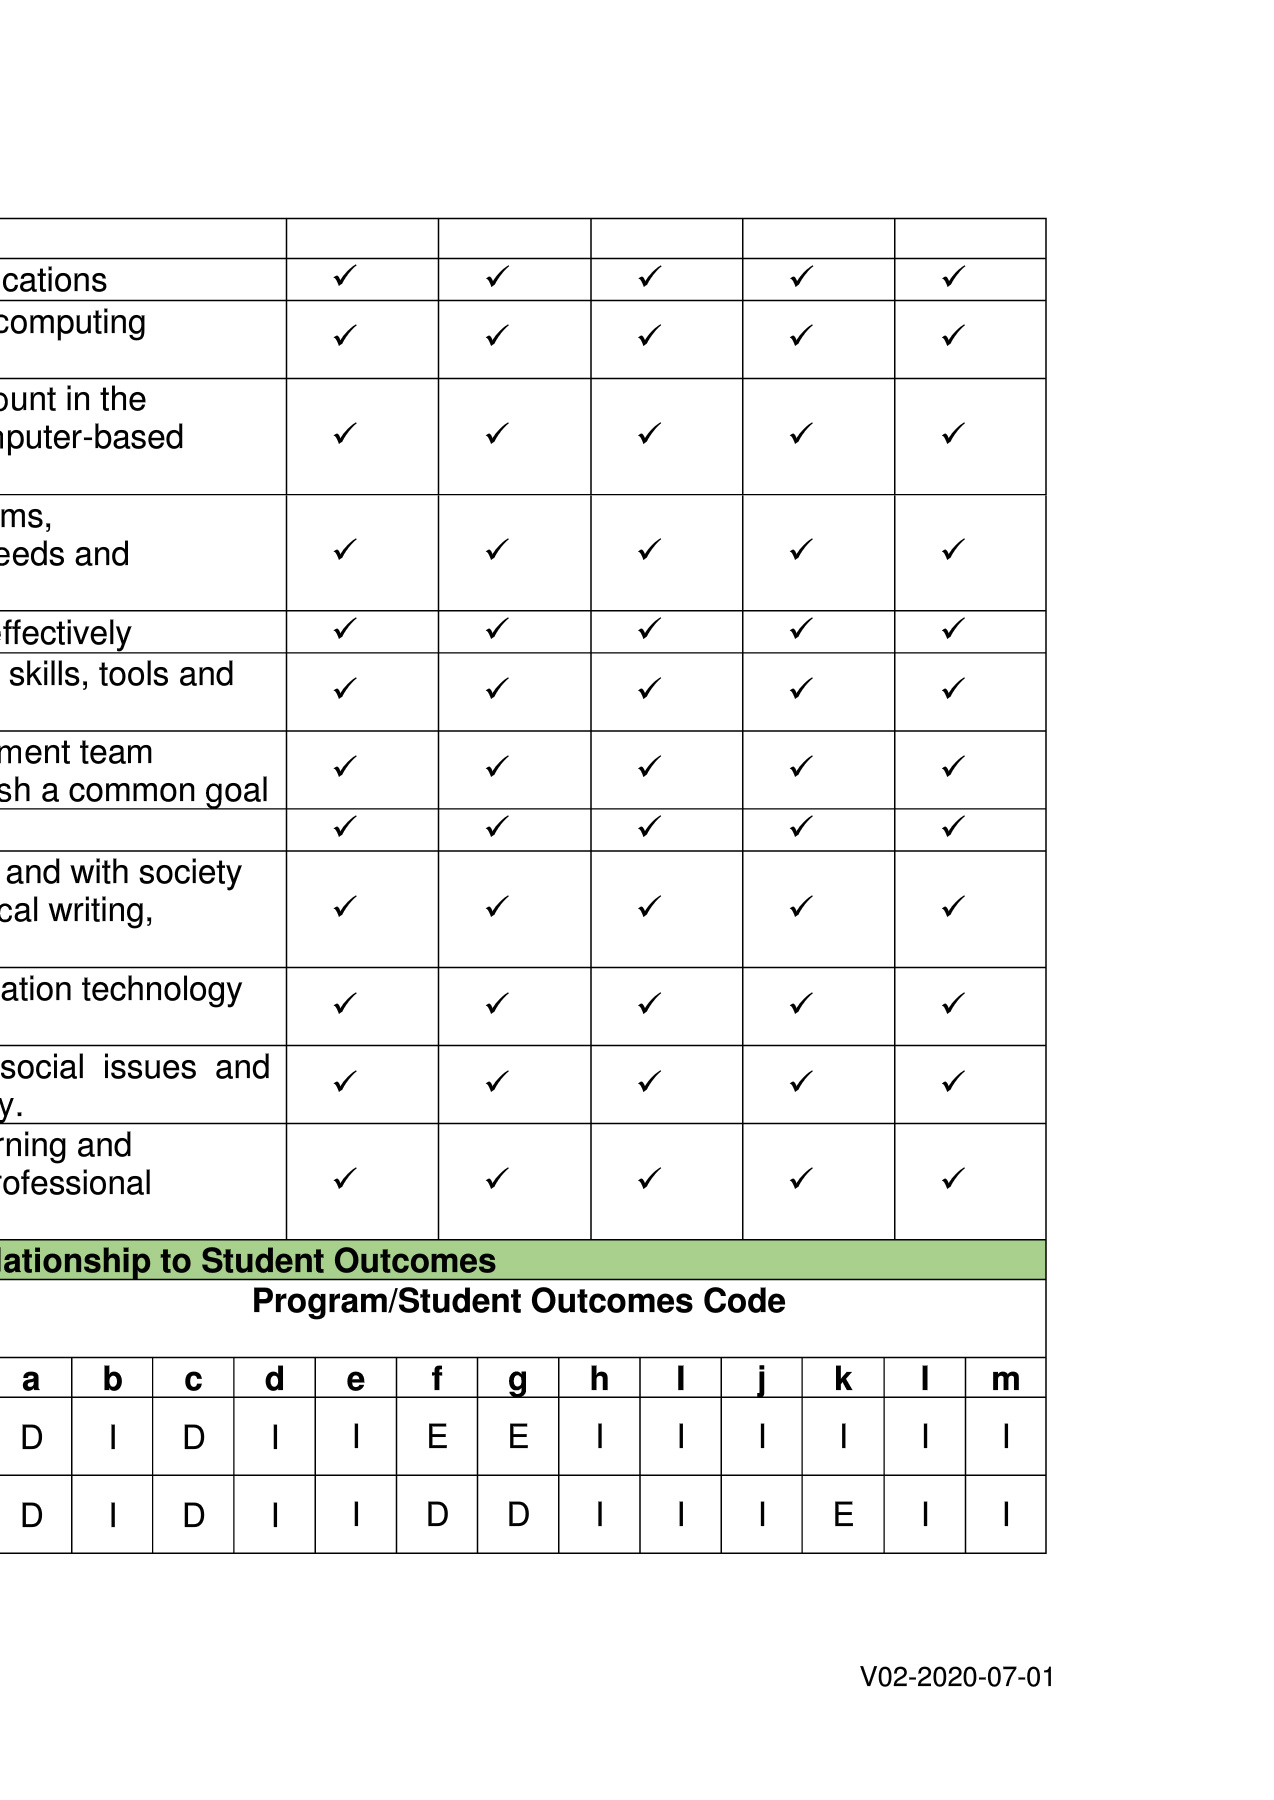 cations ✓ ✓ ✓ ✓ ✓
computing
✓ ✓ ✓ ✓ ✓
ount in the
nputer-based
✓ ✓ ✓ ✓ ✓
ms,
eeds and
✓ ✓ ✓ ✓ ✓
effectively ✓ ✓ ✓ ✓ ✓
skills, tools and
✓ ✓ ✓ ✓ ✓
ment team
sh a common goal
✓ ✓ ✓ ✓ ✓
✓ ✓ ✓ ✓ ✓
and with society
cal writing,
✓ ✓ ✓ ✓ ✓
ation technology
✓ ✓ ✓ ✓ ✓
social issues and
y.
✓ ✓ ✓ ✓ ✓
rning and
rofessional
✓ ✓ ✓ ✓ ✓
lationship to Student Outcomes
Program/Student Outcomes Code
a b c d e f g h I j k l m
D I D I I E E I I I I I I
D I D I I D D I I I E I I
V02-2020-07-01